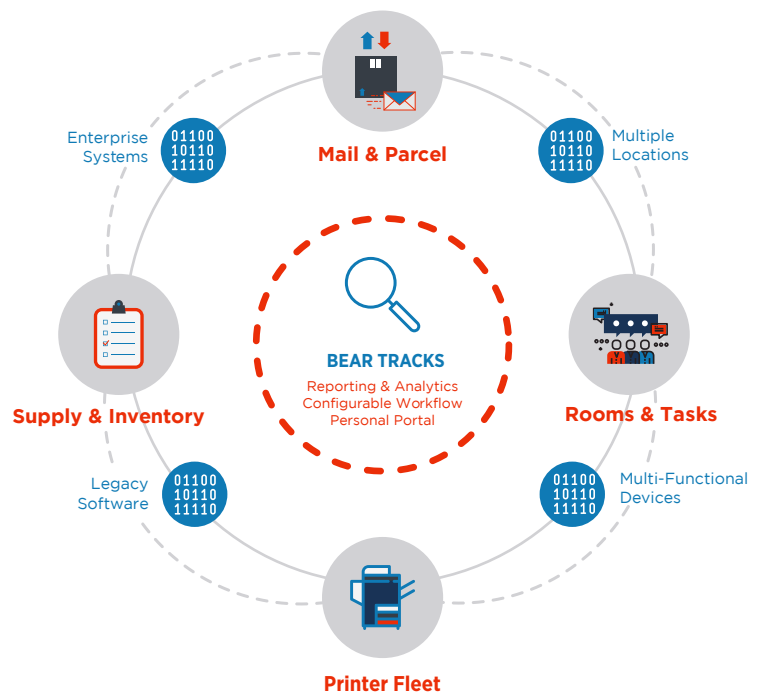 Mail & Parcel
Enterprise
Systems
01100
10110
11110
01100
10110
11110
Multiple
Locations
BEAR TRACKS
Reporting & Analytics
Configurable Workflow
Personal Portal
Supply & Inventory
Rooms & Tasks
Legacy
Software
01100
10110
11110
01100
10110
11110
Multi-Functional
Devices
Printer Fleet